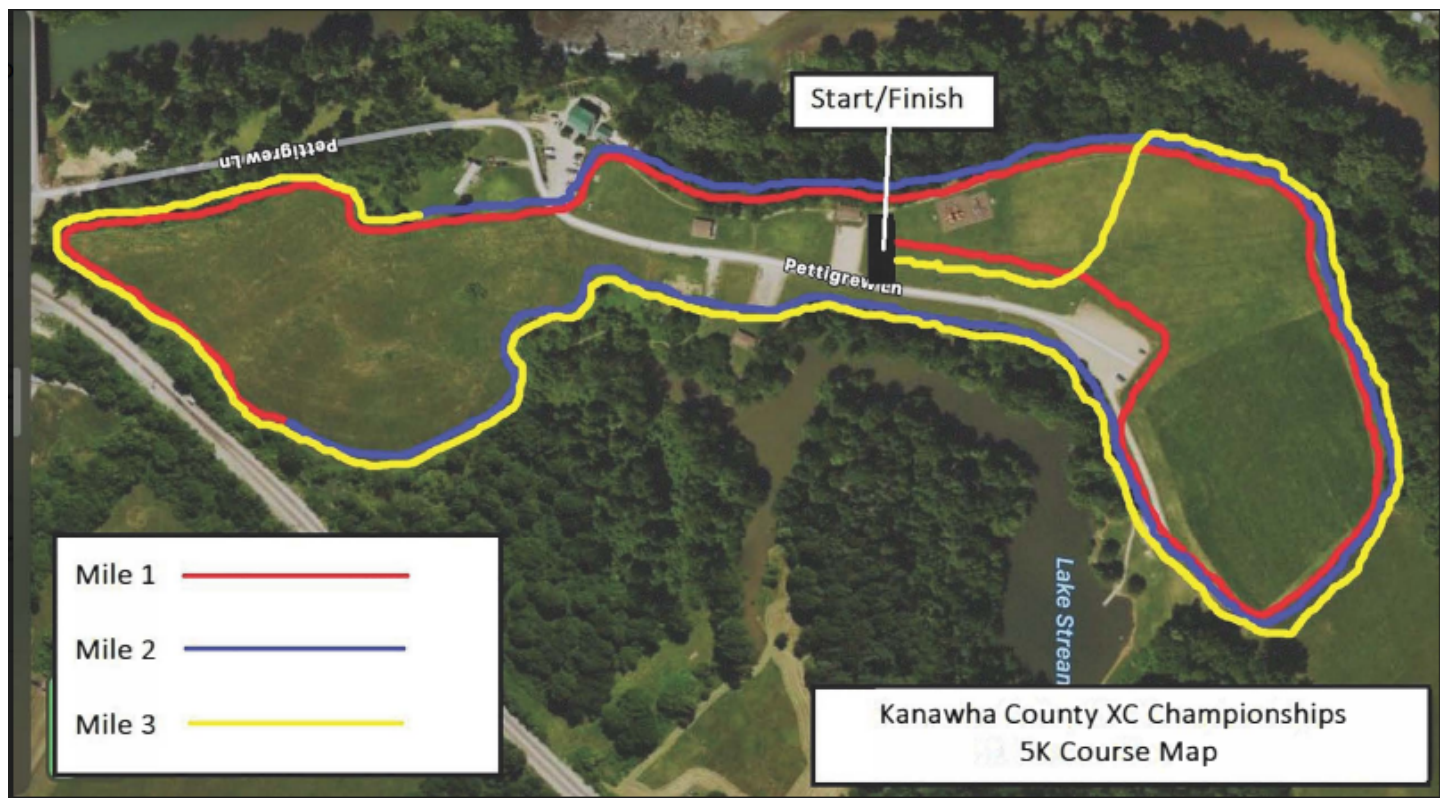 Start/Finish
Pettigrew Ln
Pettigrew Ln
Mile 1
Mile 2
Mile 3
Lake Strean
Kanawha County XC Championships
5K Course Map